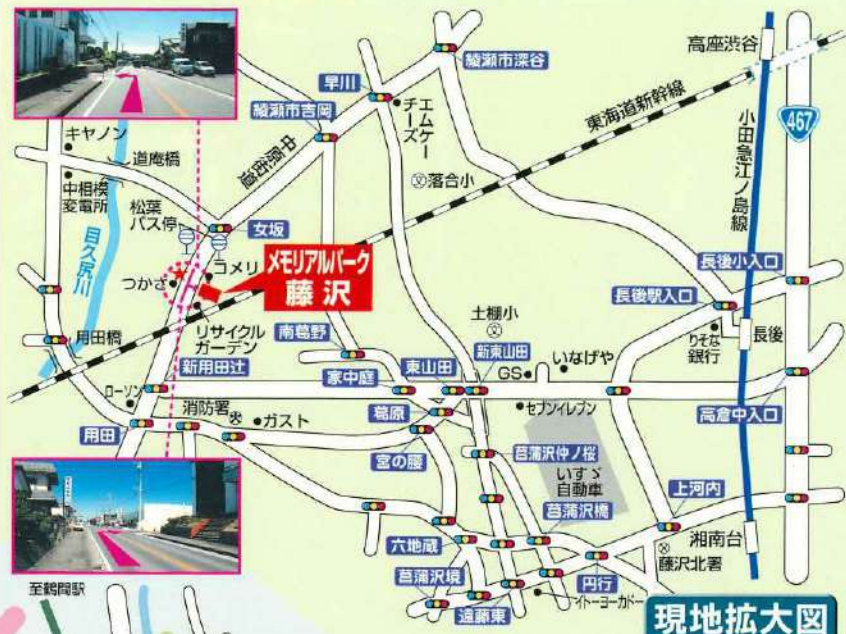 高座渋谷
綾瀬市深谷
早川
467
エムケー
チーズ
綾瀬市吉岡
東海道新幹線
小田急江ノ島線
キヤノン
道庵橋
中原街道
文落合小
中相模
変電所
松葉
バス停
女坂
目久尻川
メモリアルパーク
藤沢
コメリ
つかさ
長後小入口
長後駅入口
土棚小
文
用田橋
リサイクル
ガーデン
南葛野
新東山田
りそな
銀行
長後
新用田辻
家中庭
東山田
GS
いなげや
ローソン
消防署
ガスト
葛原
セブンイレブン
高倉中入口
用田
宮の腰
菖蒲沢仲ノ桜
いすゞ
自動車
上河内
六地蔵
菖蒲沢橋
湘南台
藤沢北署
菖蒲沢境
円行
遠藤東
イトーヨーカドー
至鶴間駅
現地拡大図